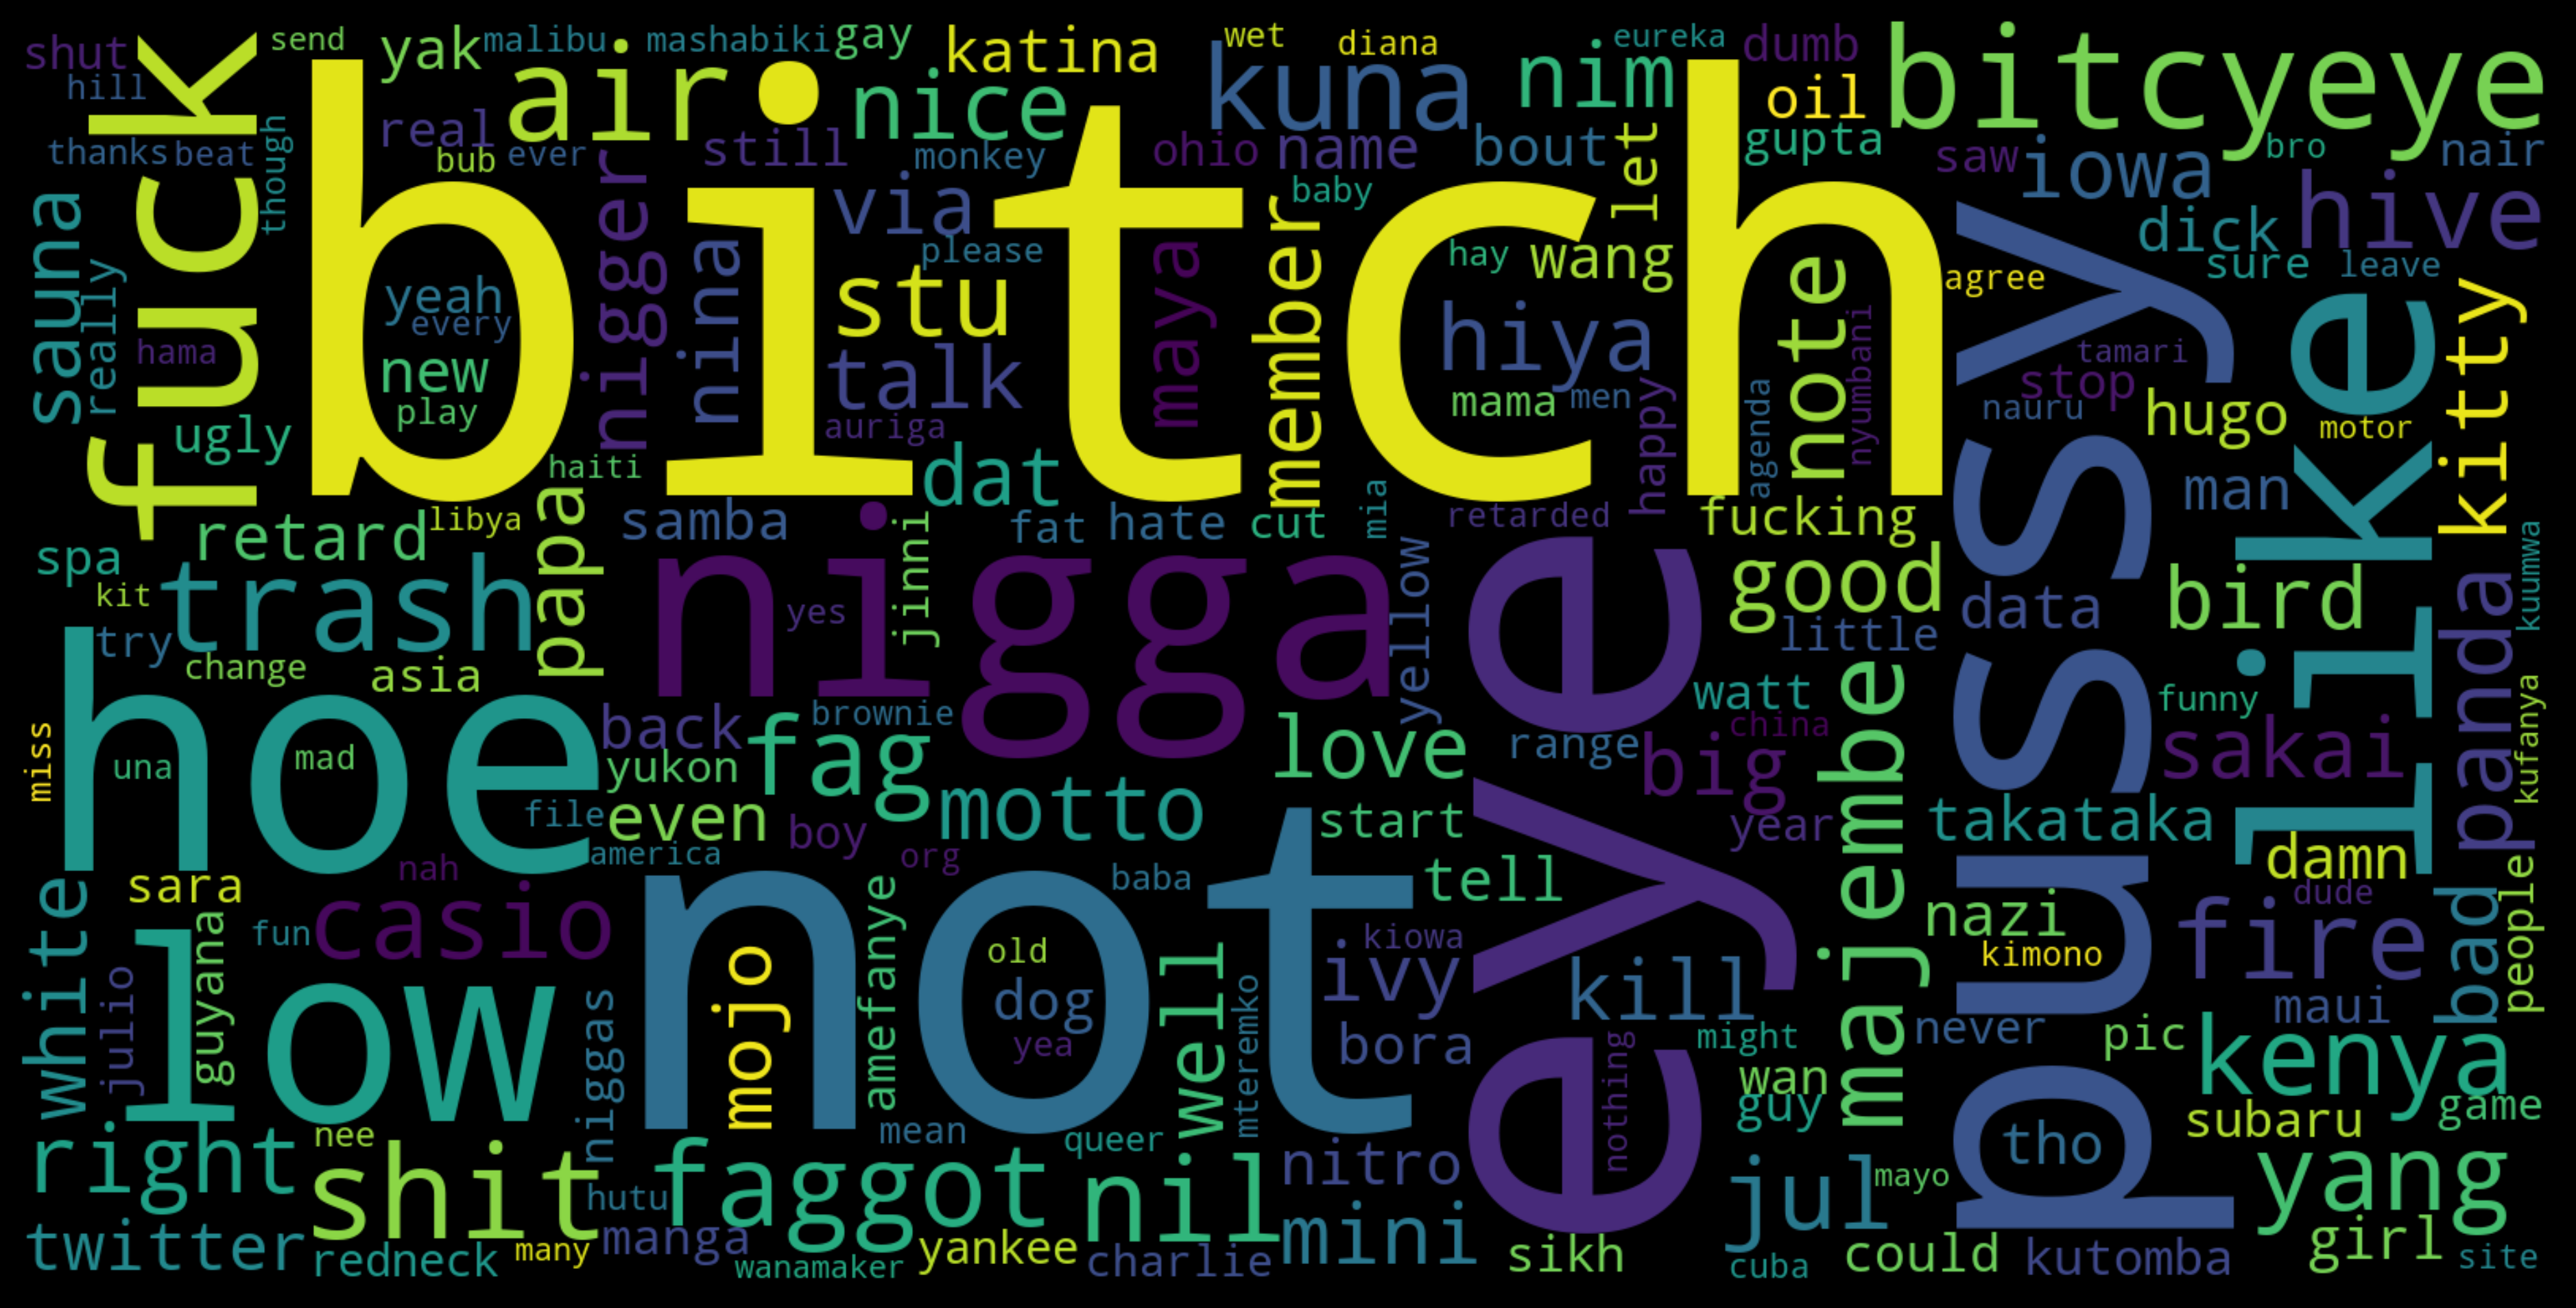 shut
send
yak
malibu
mashabiki
gay
katina
wet
diana
eureka
dumb
bitcyeye
hill
fuck
air
nice
kuna
nim
oil
thanks
beat
though
real
bub
ever
still
monkey
ohio
name
bout
let
gupta
saw
iowa
bro
nair
bitch
nigger
via
baby
member
hive
dick
sauna
really
yeah
every
nina
stu
please
maya
hay
wang
note
agree
sure
leave
hama
new
play
talk
auriga
hiya
mama
men
happy
agenda
nyumbani
pussy
tamari
stop
nauru
hugo
like
motor
kitty
ugly
haiti
dat
retard
libya
papa
samba
jinni
fat
hate
cut
mia
retarded
fucking
man
spa
kit
trash
nigga
yes
yellow
eye
good
data
bird
panda
kuumwa
try
change
asia
little
hoe
una
mad
miss
back
brownie
yukon
fag
love
range
watt
big
china
majembe
funny
sakai
kufanya
file
even
boy
motto
start
year
takataka
america
org
nah
not
baba
tell
damn
white
sara
casio
fun
guyana
julio
low
mojo
amefanye
old
dog
yea
well
mteremko
kiowa
ivy
kill
bora
nothing
nazi
kimono
dude
fire
bad
people
maui
never
might
pic
kenya
wan
guy
subaru
game
niggas
right
nee
shit
mean
queer
faggot
nil
nitro
tho
jul
mayo
yang
hutu
twitter
redneck
many
manga
wanamaker
yankee
charlie
mini
sikh
cuba
could
kutomba
girl
site